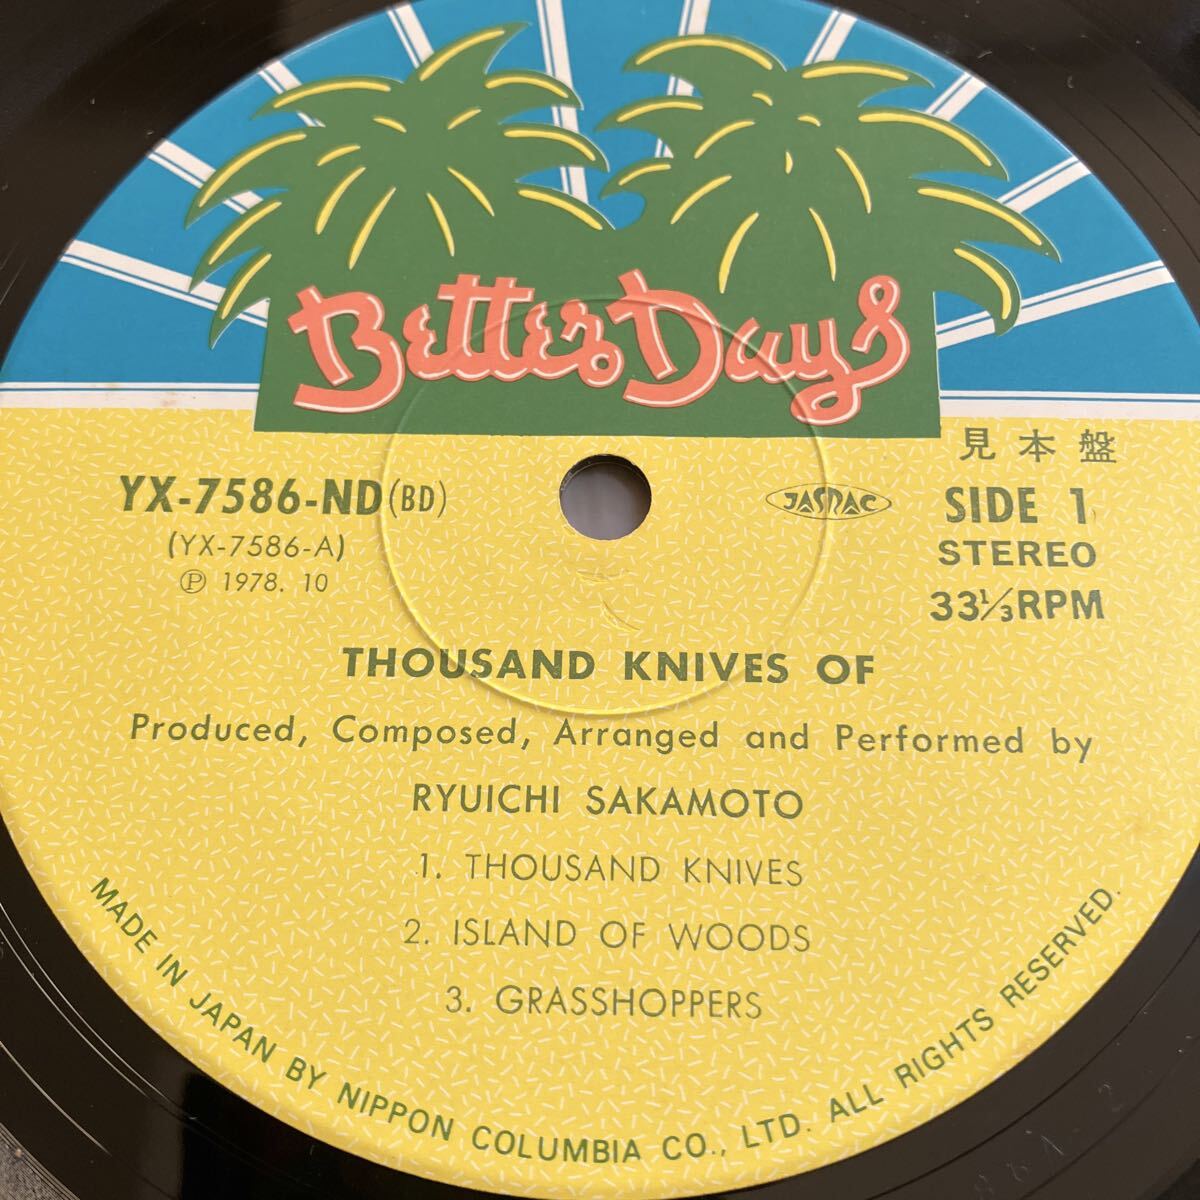 Better Days
見本盤
YX-7586-ND(BD)
(YX-7586-A)
Ⓟ 1978. 10
JASRAC
SIDE 1
STEREO
33⅓RPM
THOUSAND KNIVES OF
Produced, Composed, Arranged and Performed by
RYUICHI SAKAMOTO
1. THOUSAND KNIVES
2. ISLAND OF WOODS
3. GRASSHOPPERS
MADE IN JAPAN BY NIPPON COLUMBIA CO., LTD. ALL RIGHTS RESERVED.